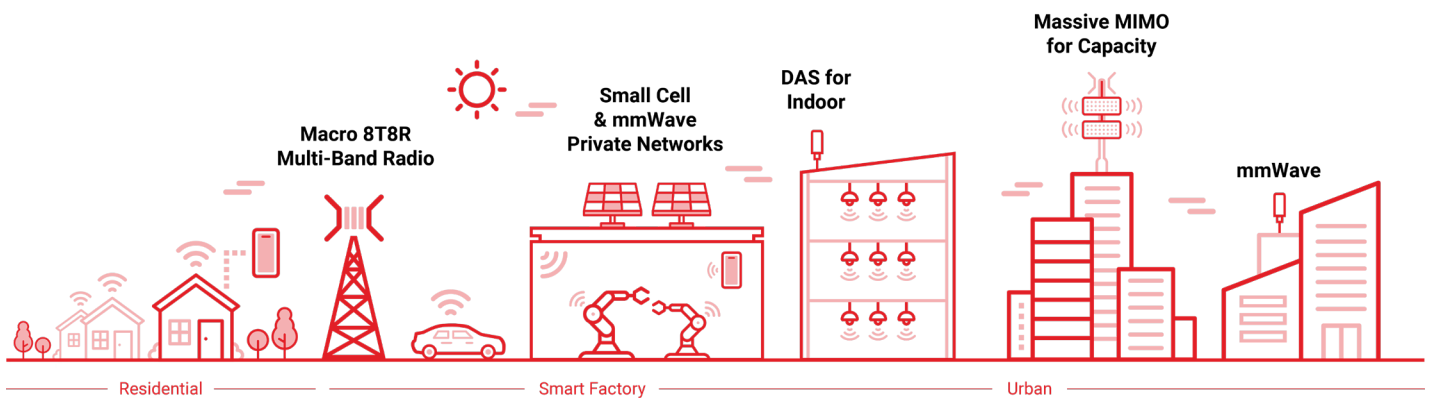 Massive MIMO
for Capacity
DAS for
Indoor
Small Cell
& mmWave
Private Networks
Macro 8T8R
Multi-Band Radio
mmWave
Residential
Smart Factory
Urban